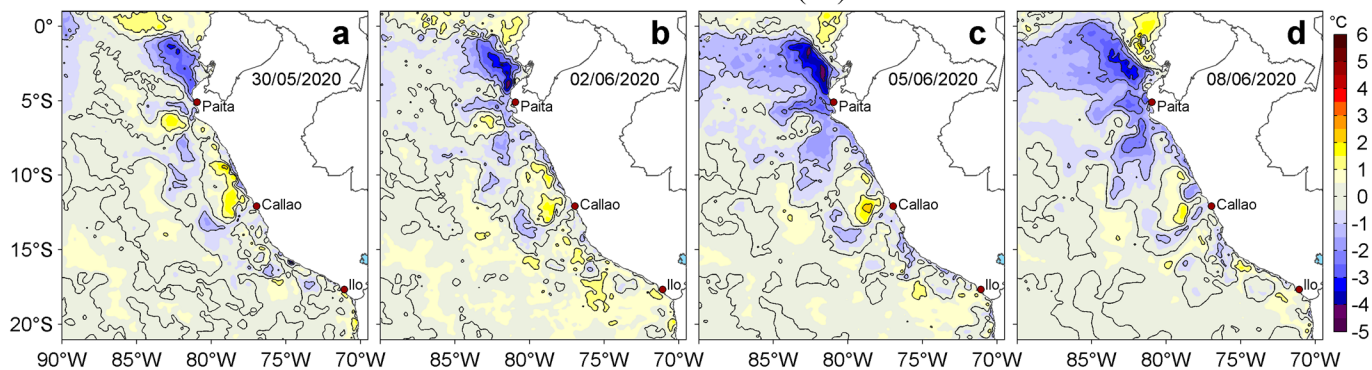 a
30/05/2020
Paita
Callao
Ilo
b
02/06/2020
Paita
Callao
Ilo
c
05/06/2020
Paita
Callao
Ilo
d
08/06/2020
Paita
Callao
Ilo
0°
5°S
10°S
15°S
20°S
90°W
85°W
80°W
75°W
70°W
85°W
80°W
75°W
70°W
85°W
80°W
75°W
70°W
85°W
80°W
75°W
70°W
°C
6
5
4
3
2
1
0
-1
-2
-3
-4
-5